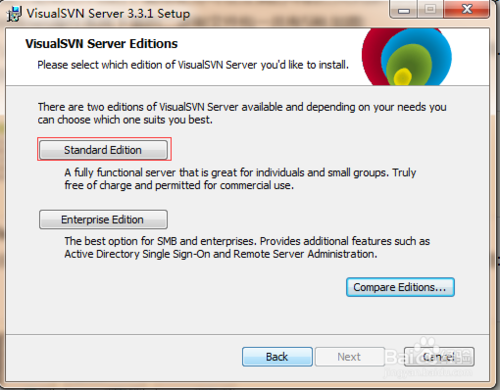 VisualSVN Server 3.3.1 Setup
VisualSVN Server Editions
Please select which edition of VisualSVN Server you'd like to install.
There are two editions of VisualSVN Server available and depending on your needs you
can choose which one suits you best.
Standard Edition
A fully functional server that is great for individuals and small groups. Truly
free of charge and permitted for commercial use.
Enterprise Edition
The best option for SMB and enterprises. Provides additional features such as
Active Directory Single Sign-On and Remote Server Administration.
Compare Editions...
Back
Next
Cancel